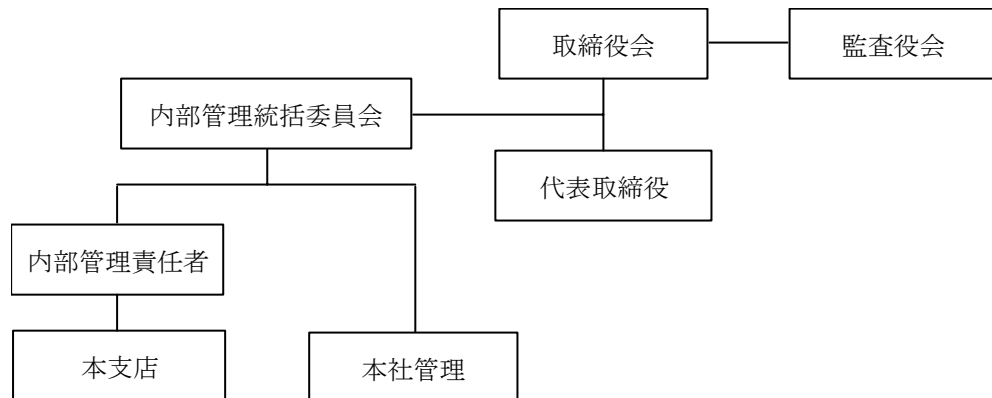 取締役会
監査役会
内部管理統括委員会
代表取締役
内部管理責任者
本支店
本社管理